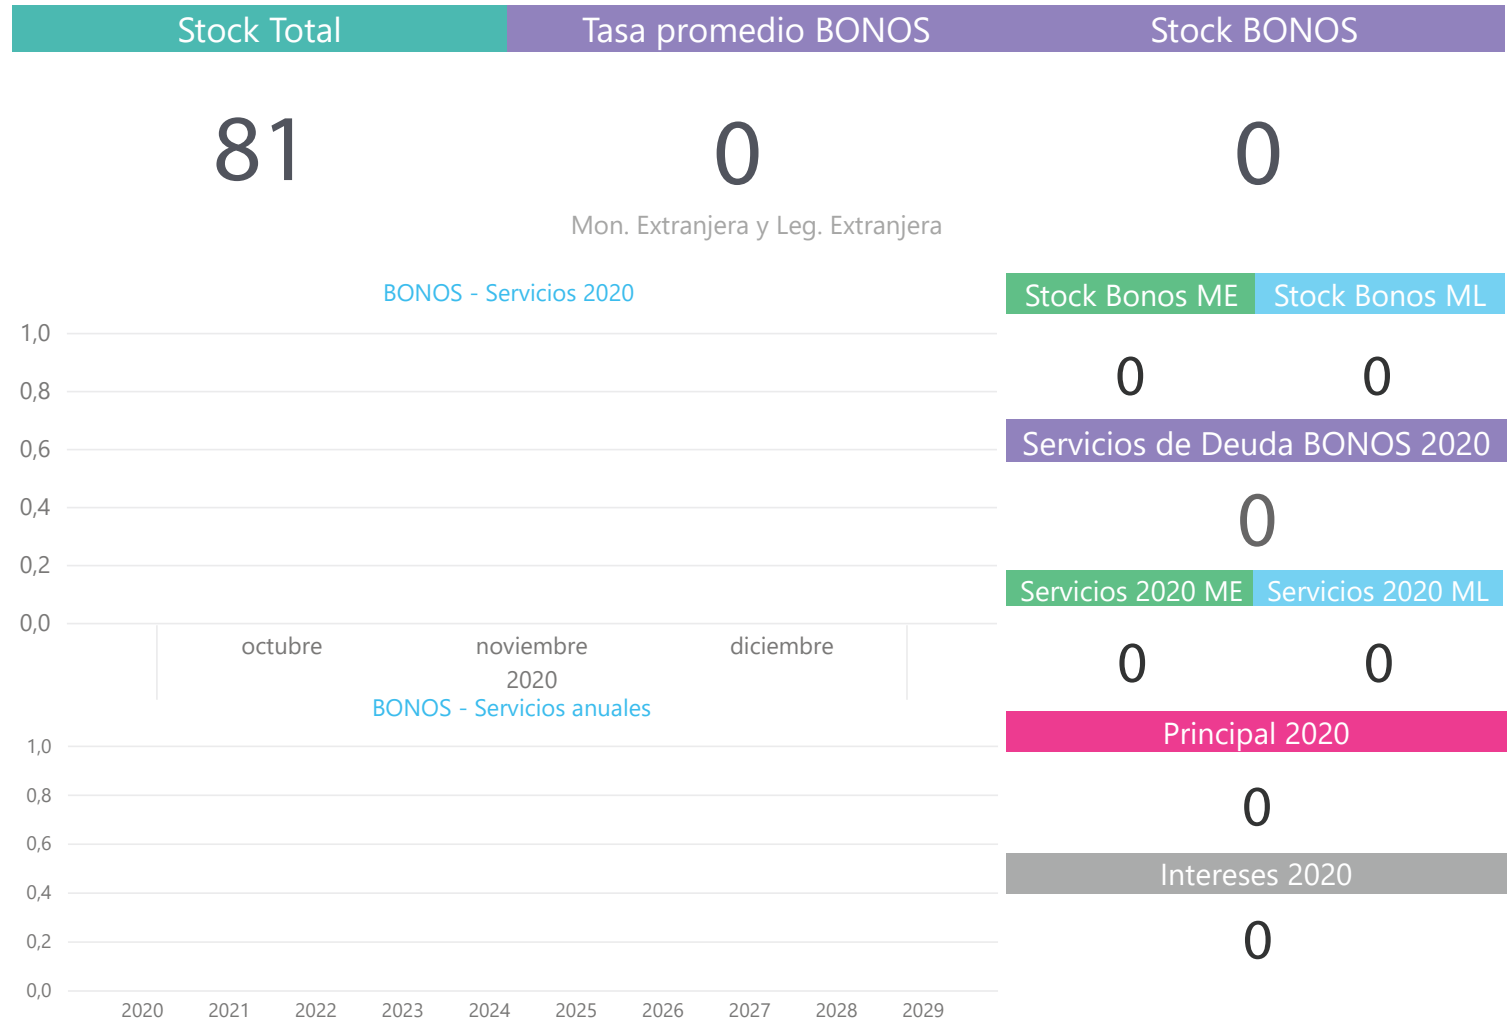 Stock Total
Tasa promedio BONOS
Stock BONOS
81
0
0
Mon. Extranjera y Leg. Extranjera
BONOS - Servicios 2020
1,0
0,8
0,6
0,4
0,2
0,0
octubre noviembre diciembre
2020
BONOS - Servicios anuales
1,0
0,8
0,6
0,4
0,2
0,0
2020 2021 2022 2023 2024 2025 2026 2027 2028 2029
Stock Bonos ME
Stock Bonos ML
0
0
Servicios de Deuda BONOS 2020
0
Servicios 2020 ME
Servicios 2020 ML
0
0
Principal 2020
0
Intereses 2020
0